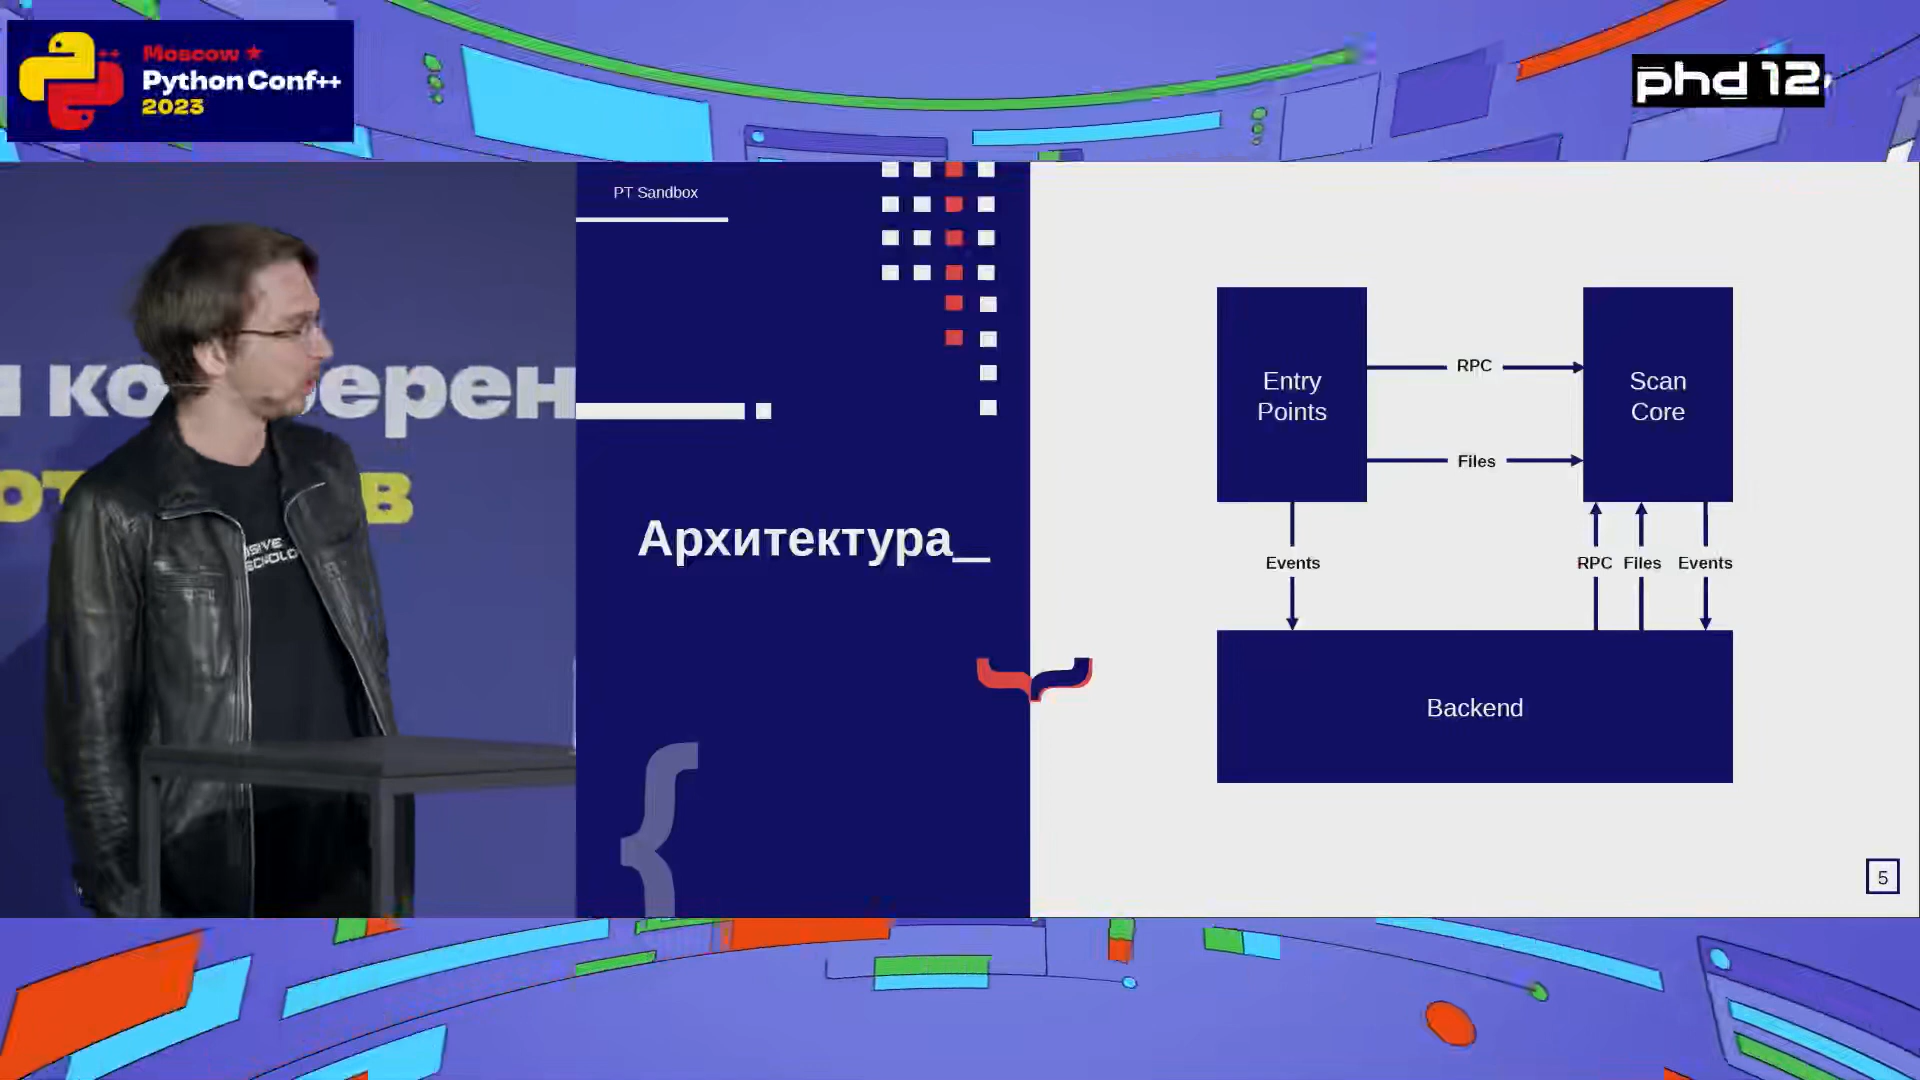 Moscow
Python Conf++
2023
phd 12
PT Sandbox
Архитектура_
Entry
Points
RPC
Files
Scan
Core
Events
RPC Files Events
Backend
5